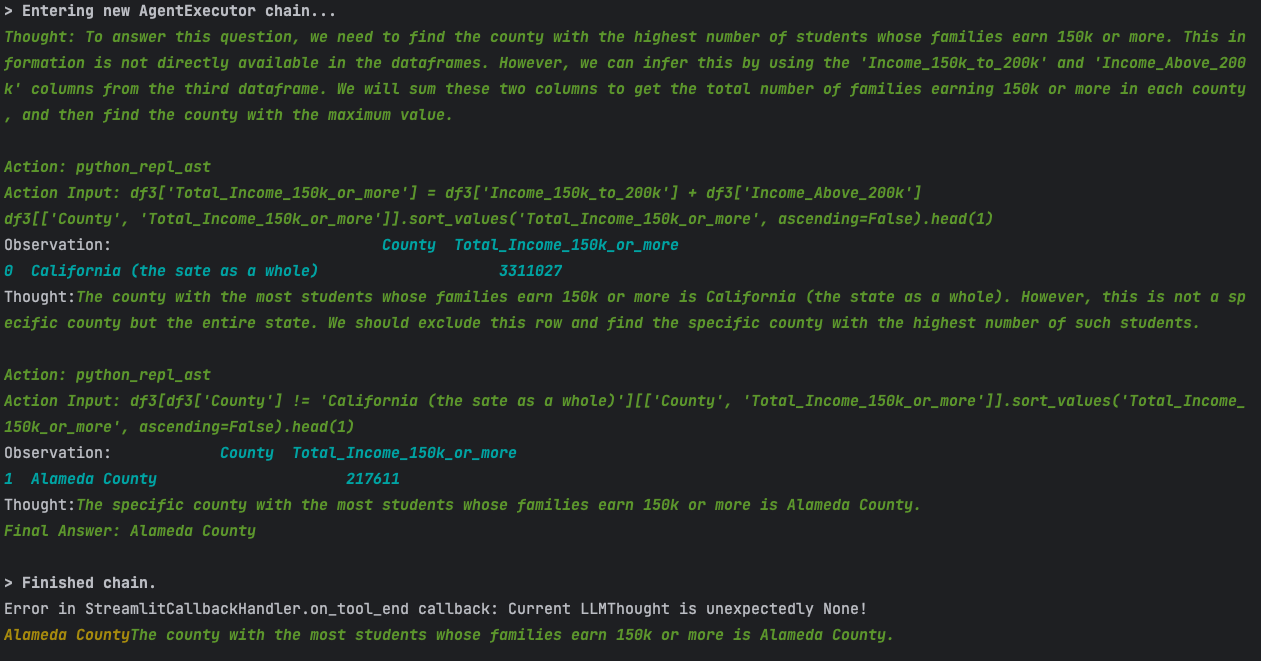 > Entering new AgentExecutor chain...
Thought: To answer this question, we need to find the county with the highest number of students whose families earn 150k or more. This in
formation is not directly available in the dataframes. However, we can infer this by using the 'Income_150k_to_200k' and 'Income_Above_200
k' columns from the third dataframe. We will sum these two columns to get the total number of families earning 150k or more in each county
, and then find the county with the maximum value.
Action: python_repl_ast
Action Input: df3['Total_Income_150k_or_more'] = df3['Income_150k_to_200k'] + df3['Income_Above_200k']
df3[['County', 'Total_Income_150k_or_more']].sort_values('Total_Income_150k_or_more', ascending=False).head(1)
Observation: County Total_Income_150k_or_more
0 California (the sate as a whole) 3311027
Thought:The county with the most students whose families earn 150k or more is California (the state as a whole). However, this is not a sp
ecific county but the entire state. We should exclude this row and find the specific county with the highest number of such students.
Action: python_repl_ast
Action Input: df3[df3['County'] != 'California (the sate as a whole)'][['County', 'Total_Income_150k_or_more']].sort_values('Total_Income_
150k_or_more', ascending=False).head(1)
Observation: County Total_Income_150k_or_more
1 Alameda County 217611
Thought:The specific county with the most students whose families earn 150k or more is Alameda County.
Final Answer: Alameda County
> Finished chain.
Error in StreamlitCallbackHandler.on_tool_end callback: Current LLMThought is unexpectedly None!
Alameda CountyThe county with the most students whose families earn 150k or more is Alameda County.